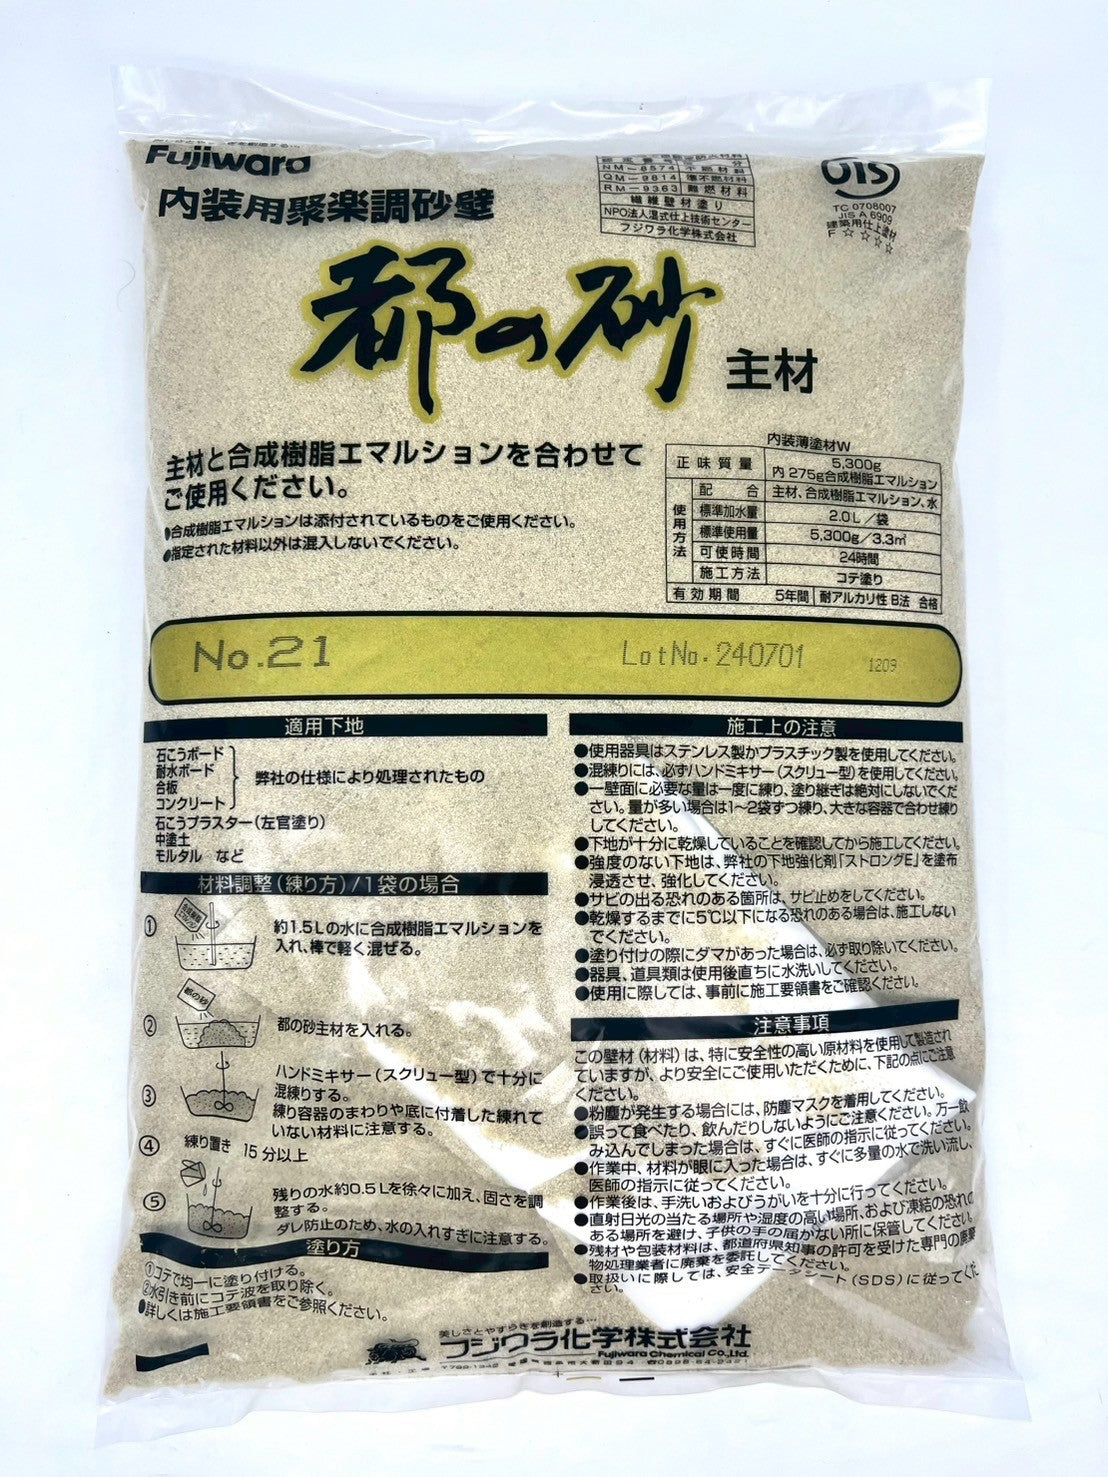 Fujiwara
内装用聚楽調砂壁
NM-8574 不燃材料
QM-9814 準不燃材料
RM-9363 難燃材料
繊維壁材塗り
NPO法人湿式仕上技術センター
フジワラ化学株式会社
JIS
TC 0708007
JIS A 6909
建築用仕上塗材
F☆☆☆☆
都の砂
主材
主材と合成樹脂エマルションを合わせて
ご使用ください。
●合成樹脂エマルションは添付されているものをご使用ください。
●指定された材料以外は混入しないでください。
内装薄塗材W
正味質量 5,300g
内 275g合成樹脂エマルション
使用方法
配合 主材、合成樹脂エマルション、水
標準加水量 2.0L/袋
標準使用量 5,300g/3.3㎡
可使時間 24時間
施工方法 コテ塗り
有効期間 5年間 耐アルカリ性 B法 合格
No.21 LotNo.240701 1209
適用下地
石こうボード
耐水ボード
合板
コンクリート
弊社の仕様により処理されたもの
石こうプラスター(左官塗り)
中塗土
モルタル など
材料調整(練り方)/1袋の場合
① 約1.5Lの水に合成樹脂エマルションを
入れ、棒で軽く混ぜる。
都の砂
② 都の砂主材を入れる。
③ ハンドミキサー(スクリュー型)で十分に
混練りする。
練り容器のまわりや底に付着した練れて
いない材料に注意する。
④ 練り置き 15分以上
⑤ 残りの水約0.5Lを徐々に加え、固さを調
整する。
ダレ防止のため、水の入れすぎに注意する。
塗り方
①コテで均一に塗り付ける。
②水引き前にコテ波を取り除く。
●詳しくは施工要領書をご参照ください。
施工上の注意
●使用器具はステンレス製かプラスチック製を使用してください。
●混練りには、必ずハンドミキサー(スクリュー型)を使用してください。
●一壁面に必要な量は一度に練り、塗り継ぎは絶対にしないでくだ
さい。量が多い場合は1〜2袋ずつ練り、大きな容器で合わせ練り
してください。
●下地が十分に乾燥していることを確認してから施工してください。
●強度のない下地は、弊社の下地強化剤「ストロングE」を塗布
浸透させ、強化してください。
●サビの出る恐れのある箇所は、サビ止めをしてください。
●乾燥するまでに5℃以下になる恐れのある場合は、施工しない
でください。
●塗り付けの際にダマがあった場合は、必ず取り除いてください。
●器具、道具類は使用後直ちに水洗いしてください。
●使用に際しては、事前に施工要領書をご確認ください。
注意事項
この壁材(材料)は、特に安全性の高い原材料を使用して製造され
ていますが、より安全にご使用いただくために、下記の点にご注意
ください。
●粉塵が発生する場合には、防塵マスクを着用してください。
●誤って食べたり、飲んだりしないようにご注意ください。万一飲
み込んでしまった場合は、すぐに医師の指示に従ってください。
●作業中、材料が眼に入った場合は、すぐに多量の水で洗い流し、
医師の指示に従ってください。
●作業後は、手洗いおよびうがいを十分に行ってください。
●直射日光の当たる場所や湿度の高い場所、および凍結の恐れの
ある場所を避け、子供の手の届かない所に保管してください。
●残材や包装材料は、都道府県知事の許可を受けた専門の廃棄
物処理業者に廃棄を委託してください。
●取扱いに際しては、安全データシート(SDS)に従ってくだ
さい。
美しさとやすらぎを創造する…
フジワラ化学株式会社
Fujiwara Chemical Co.,Ltd.